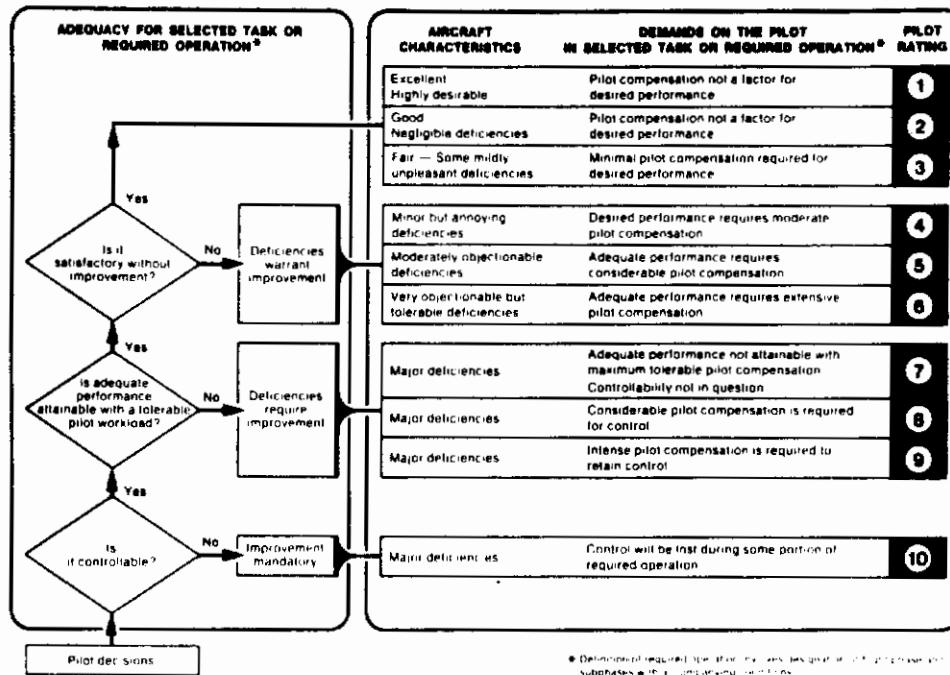 ADEQUACY FOR SELECTED TASK OR
REQUIRED OPERATION*
AIRCRAFT
CHARACTERISTICS
DEMANDS ON THE PILOT
IN SELECTED TASK OR REQUIRED OPERATION*
PILOT
RATING
Excellent
Highly desirable
Pilot compensation not a factor for
desired performance
1
Good
Negligible deficiencies
Pilot compensation not a factor for
desired performance
2
Fair — Some mildly
unpleasant deficiencies
Minimal pilot compensation required for
desired performance
3
Yes
Is it
satisfactory without
improvement?
No
Deficiencies
warrant
improvement
Minor but annoying
deficiencies
Desired performance requires moderate
pilot compensation
4
Moderately objectionable
deficiencies
Adequate performance requires
considerable pilot compensation
5
Very objectionable but
tolerable deficiencies
Adequate performance requires extensive
pilot compensation
6
Yes
Is adequate
performance
attainable with a tolerable
pilot workload?
No
Deficiencies
require
improvement
Major deficiencies
Adequate performance not attainable with
maximum tolerable pilot compensation
Controllability not in question
7
Major deficiencies
Considerable pilot compensation is required
for control
8
Major deficiencies
Intense pilot compensation is required to
retain control
9
Yes
Is
it controllable?
No
Improvement
mandatory
Major deficiencies
Control will be lost during some portion of
required operation
10
Pilot decisions
* Definition of required operation
subphases